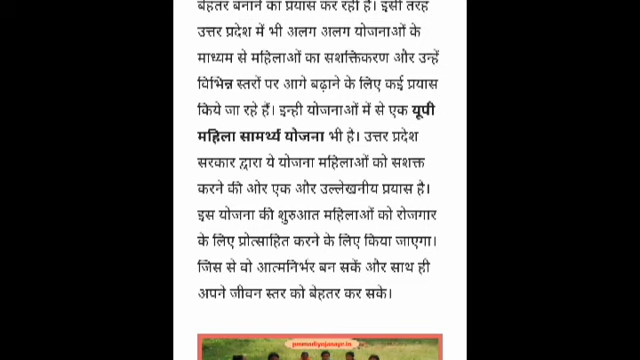 बेहतर बनाने का प्रयास कर रही है। इसी तरह
उत्तर प्रदेश में भी अलग अलग योजनाओं के
माध्यम से महिलाओं का सशक्तिकरण और उन्हें
विभिन्न स्तरों पर आगे बढ़ाने के लिए कई प्रयास
किये जा रहे हैं। इन्ही योजनाओं में से एक यूपी
महिला सामर्थ्य योजना भी है। उत्तर प्रदेश
सरकार द्वारा ये योजना महिलाओं को सशक्त
करने की ओर एक और उल्लेखनीय प्रयास है।
इस योजना की शुरुआत महिलाओं को रोजगार
के लिए प्रोत्साहित करने के लिए किया जाएगा।
जिस से वो आत्मनिर्भर बन सकें और साथ ही
अपने जीवन स्तर को बेहतर कर सके।
pmmodiyojanayr.in